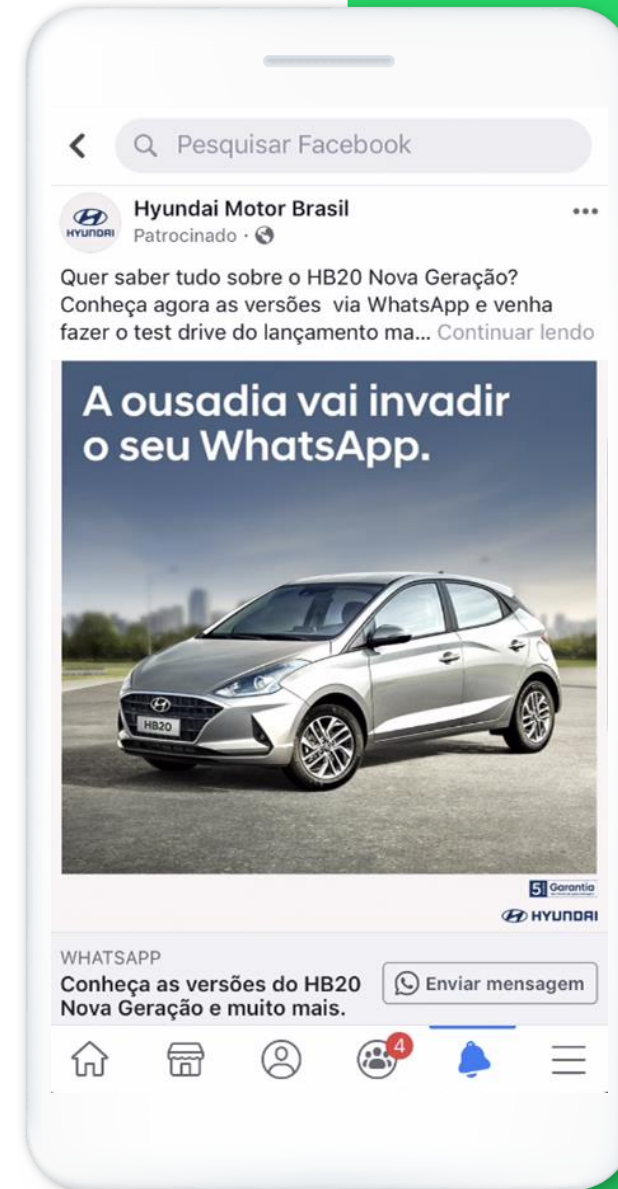 Pesquisar Facebook
HYUNDAI
Hyundai Motor Brasil
Patrocinado ·
Quer saber tudo sobre o HB20 Nova Geração?
Conheça agora as versões via WhatsApp e venha
fazer o test drive do lançamento ma... Continuar lendo
A ousadia vai invadir
o seu WhatsApp.
HB20
5 Garantia
HYUNDAI
WHATSAPP
Conheça as versões do HB20
Nova Geração e muito mais.
Enviar mensagem
4